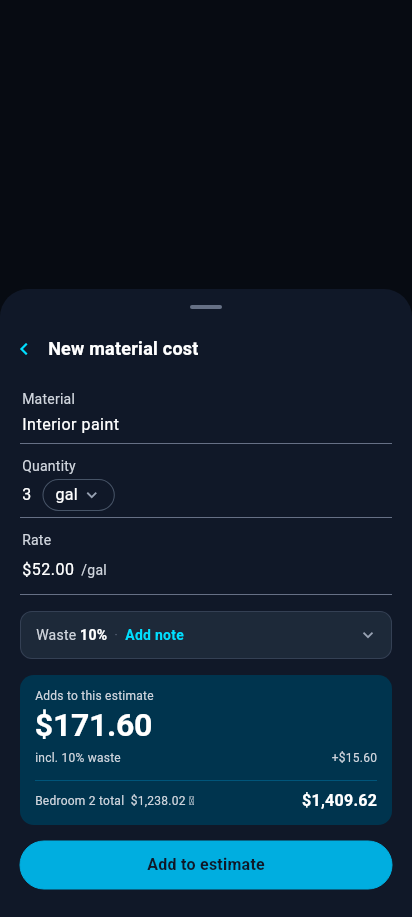 New material cost
Material
Interior paint
Quantity
3 gal
Rate
$52.00 /gal
Waste 10% · Add note
Adds to this estimate
$171.60
incl. 10% waste +$15.60
Bedroom 2 total $1,238.02 $1,409.62
Add to estimate